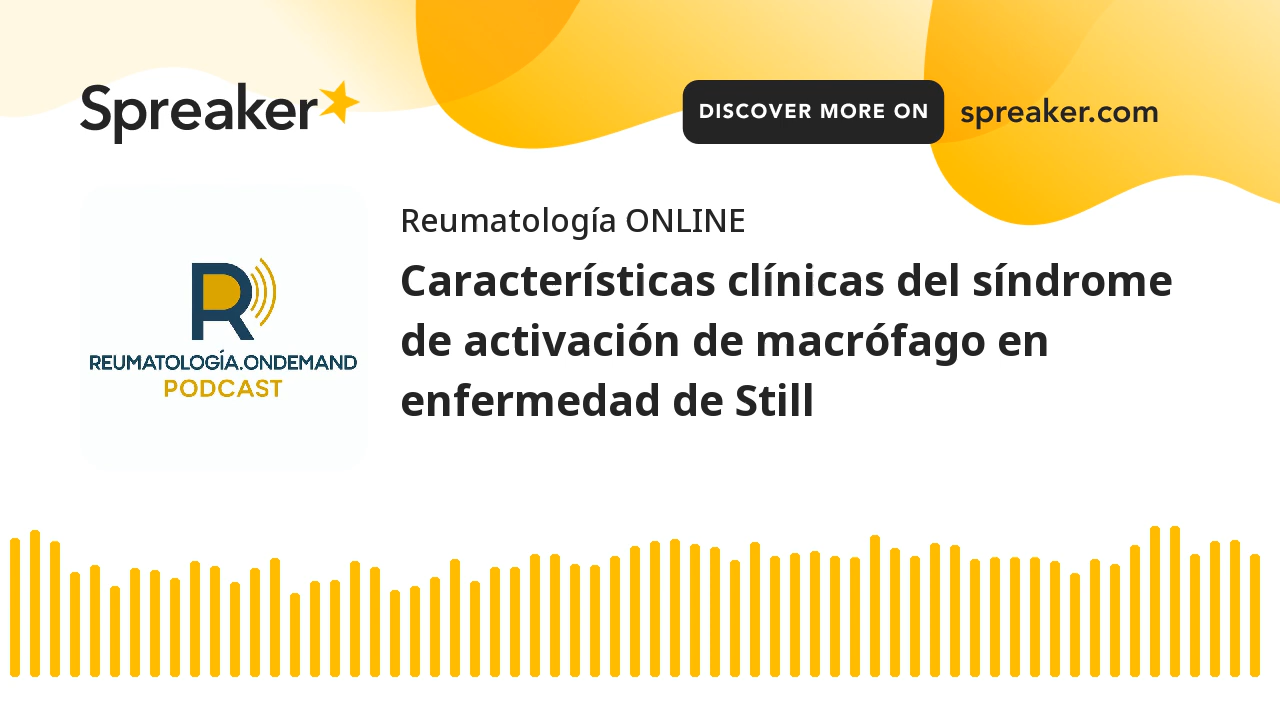 Spreaker
DISCOVER MORE ON
spreaker.com
R
REUMATOLOGÍA.ONDEMAND
PODCAST
Reumatología ONLINE
Características clínicas del síndrome
de activación de macrófago en
enfermedad de Still